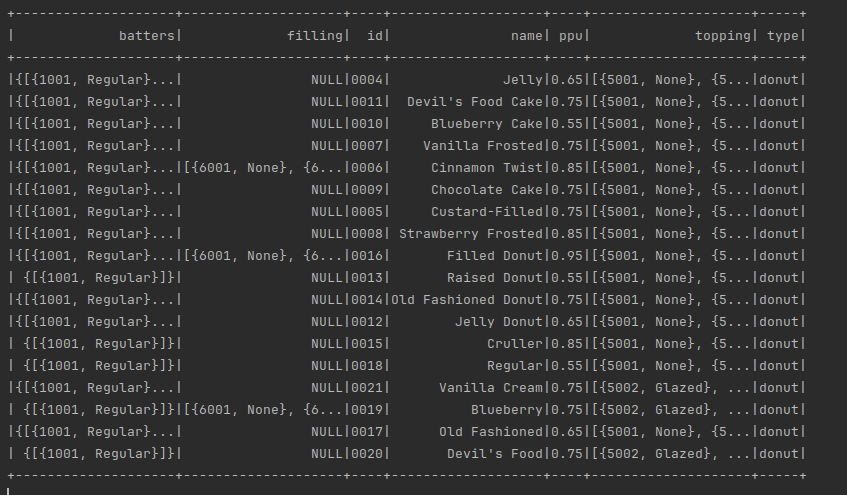 +--------------------+--------------------+----+--------------------+----+--------------------+-----+
|             batters|             filling|  id|                name| ppu|             topping| type|
+--------------------+--------------------+----+--------------------+----+--------------------+-----+
|{[{1001, Regular}...|                NULL|0004|              Jelly|0.65|[{5001, None}, {5...|donut|
|{[{1001, Regular}...|                NULL|0011|  Devil's Food Cake|0.75|[{5001, None}, {5...|donut|
|{[{1001, Regular}...|                NULL|0010|     Blueberry Cake|0.55|[{5001, None}, {5...|donut|
|{[{1001, Regular}...|                NULL|0007|    Vanilla Frosted|0.75|[{5001, None}, {5...|donut|
|{[{1001, Regular}...|[{6001, None}, {6...|0006|     Cinnamon Twist|0.85|[{5001, None}, {5...|donut|
|{[{1001, Regular}...|                NULL|0009|     Chocolate Cake|0.75|[{5001, None}, {5...|donut|
|{[{1001, Regular}...|                NULL|0005|     Custard-Filled|0.75|[{5001, None}, {5...|donut|
|{[{1001, Regular}...|                NULL|0008| Strawberry Frosted|0.85|[{5001, None}, {5...|donut|
|{[{1001, Regular}...|[{6001, None}, {6...|0016|       Filled Donut|0.95|[{5001, None}, {5...|donut|
| {[{1001, Regular}]}|                NULL|0013|       Raised Donut|0.55|[{5001, None}, {5...|donut|
|{[{1001, Regular}...|                NULL|0014|Old Fashioned Donut|0.75|[{5001, None}, {5...|donut|
|{[{1001, Regular}...|                NULL|0012|        Jelly Donut|0.65|[{5001, None}, {5...|donut|
| {[{1001, Regular}]}|                NULL|0015|            Cruller|0.85|[{5001, None}, {5...|donut|
| {[{1001, Regular}]}|                NULL|0018|            Regular|0.55|[{5001, None}, {5...|donut|
|{[{1001, Regular}...|                NULL|0021|      Vanilla Cream|0.75|[{5002, Glazed}, ...|donut|
| {[{1001, Regular}]}|[{6001, None}, {6...|0019|          Blueberry|0.75|[{5002, Glazed}, ...|donut|
|{[{1001, Regular}...|                NULL|0017|      Old Fashioned|0.65|[{5001, None}, {5...|donut|
| {[{1001, Regular}]}|                NULL|0020|       Devil's Food|0.75|[{5002, Glazed}, ...|donut|
+--------------------+--------------------+----+--------------------+----+--------------------+-----+